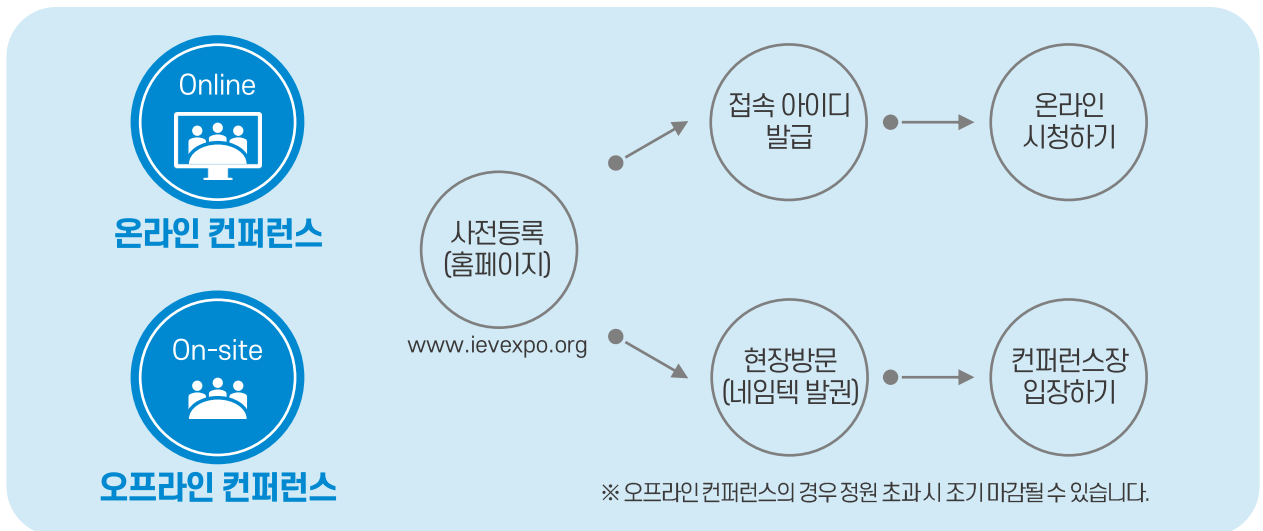 Online
온라인 컨퍼런스
On-site
오프라인 컨퍼런스
사전등록
(홈페이지)
www.ievexpo.org
접속 아이디
발급
온라인
시청하기
현장방문
(네임텍 발권)
컨퍼런스장
입장하기
※ 오프라인 컨퍼런스의 경우 정원 초과시 조기 마감될 수 있습니다.